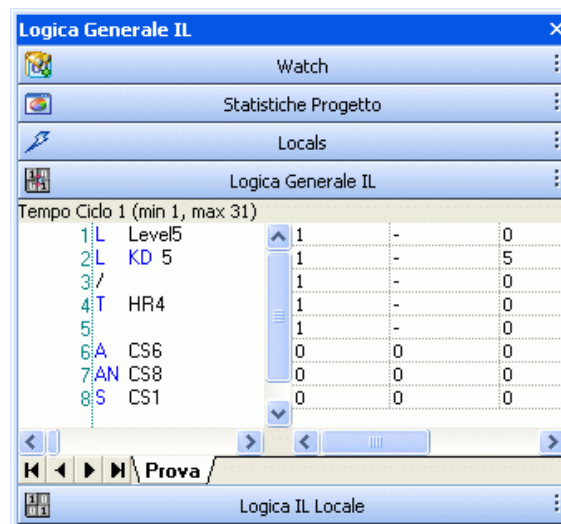 Logica Generale IL
Watch
Statistiche Progetto
Locals
Logica Generale IL
Tempo Ciclo 1 (min 1, max 31)
1 L Level5 1 - 0
2 L KD 5 1 - 5
3 / 1 - 0
4 T HR4 1 - 0
5 1 - 0
6 A CS6 0 0 0
7 AN CS8 0 0 0
8 S CS1 0 0 0
Prova
Logica IL Locale